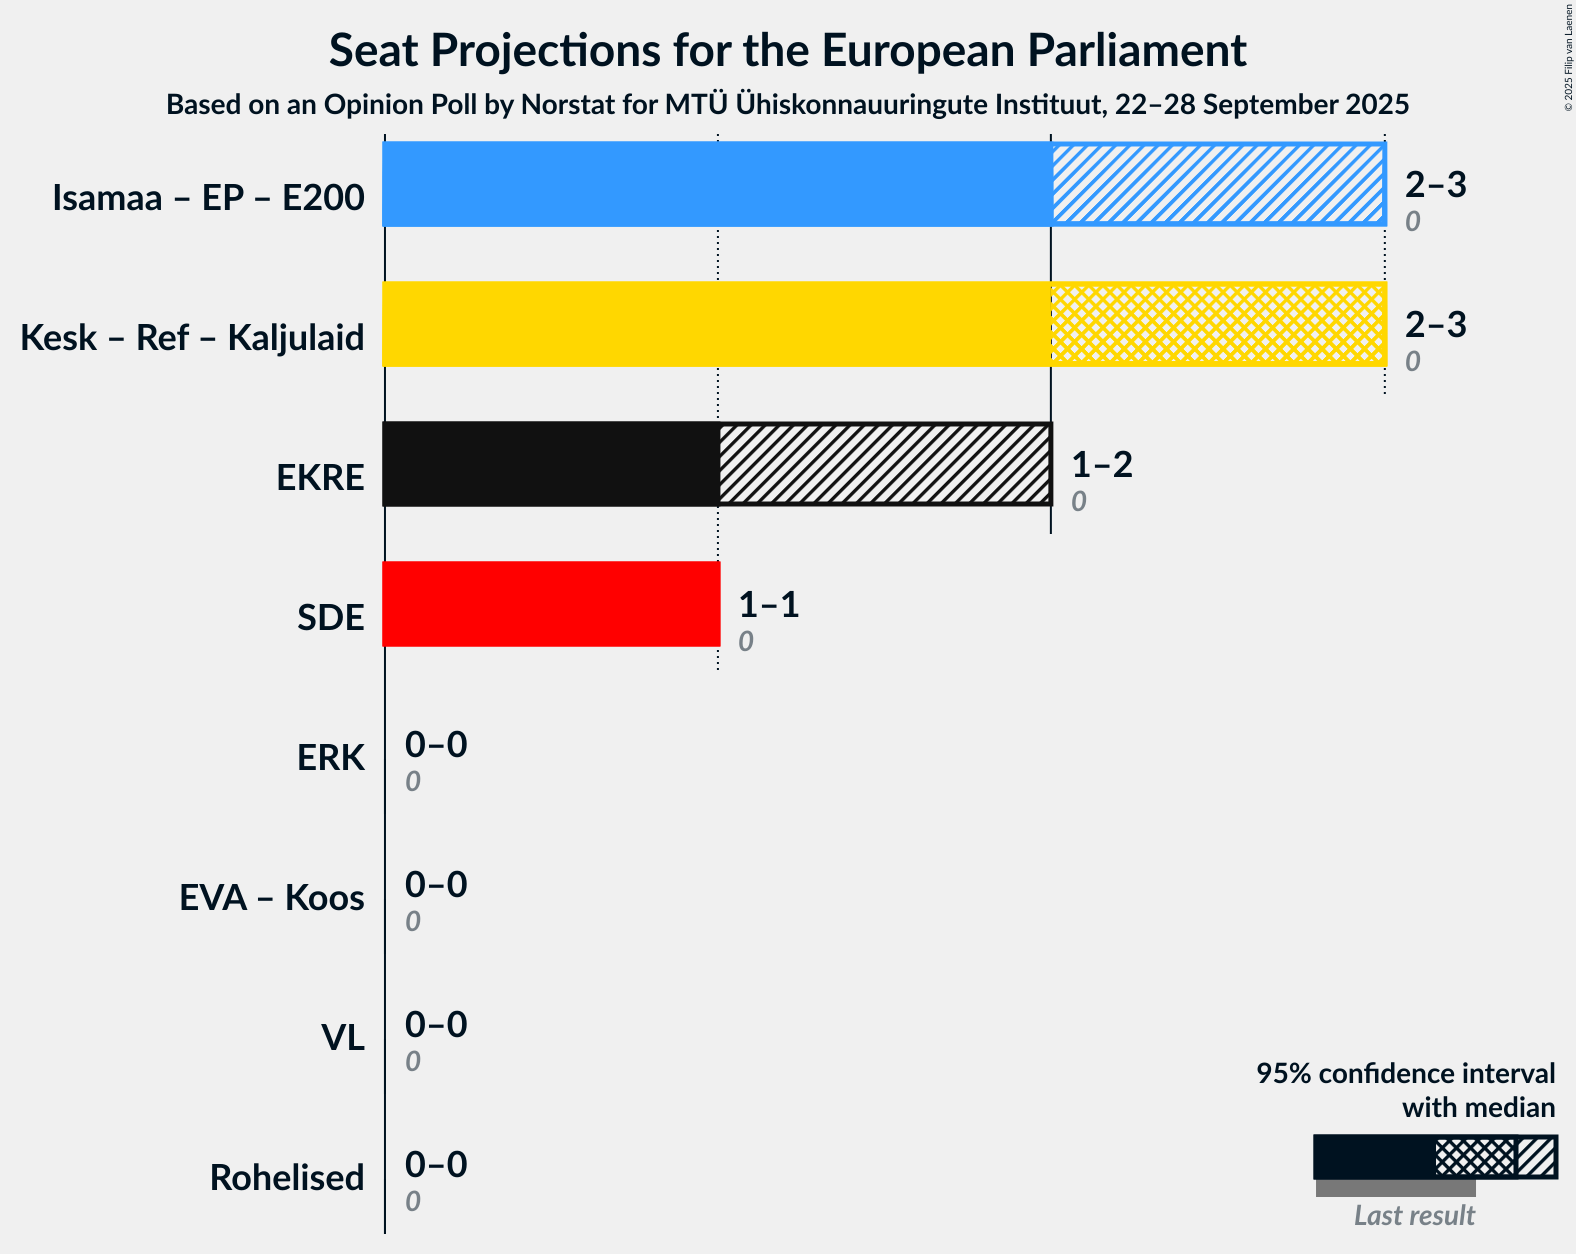 Seat Projections for the European Parliament
Based on an Opinion Poll by Norstat for MTÜ Ühiskonnauuringute Instituut, 22–28 September 2025
© 2025 Filip van Laenen
Isamaa – EP – E200
2–3
0
Kesk – Ref – Kaljulaid
2–3
0
EKRE
1–2
0
SDE
1–1
0
ERK
0–0
0
EVA – Koos
0–0
0
VL
0–0
0
Rohelised
0–0
0
95% confidence interval
with median
Last result